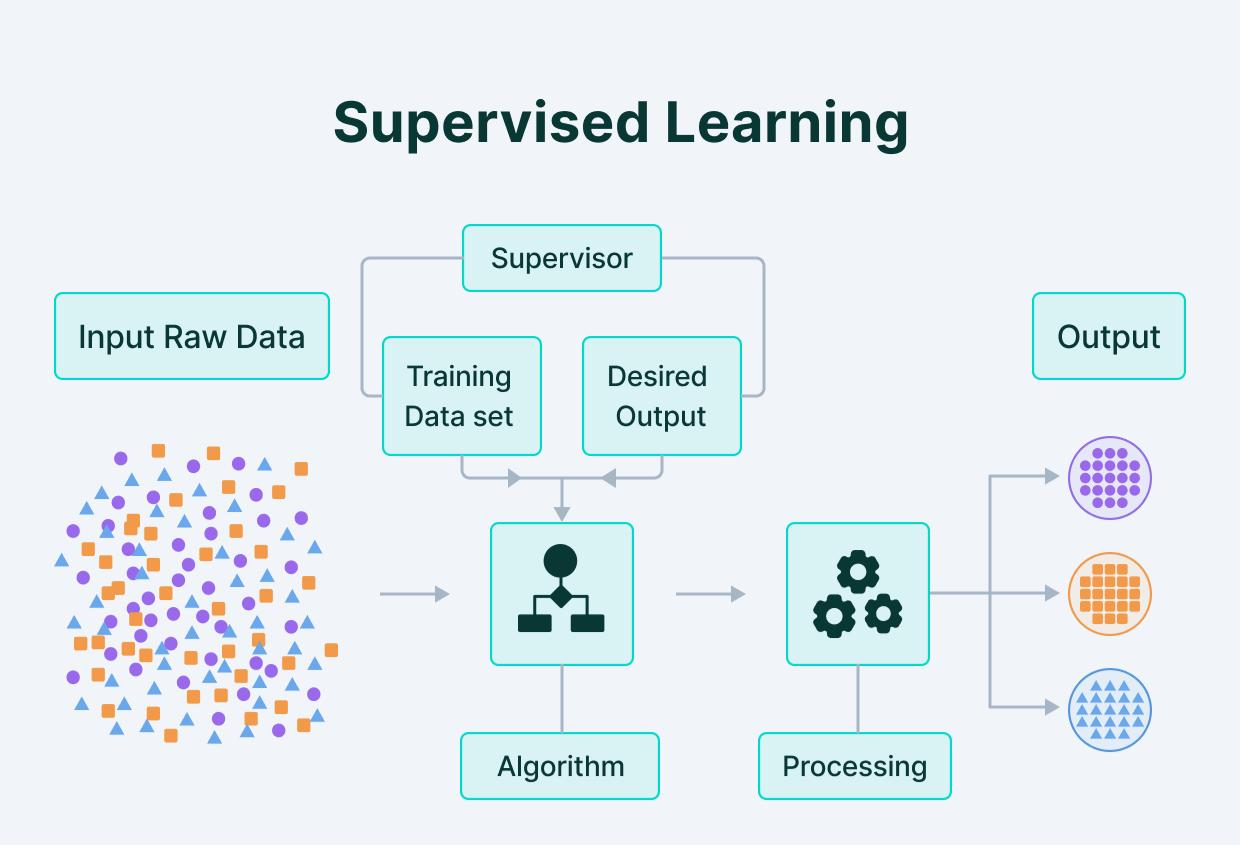 Supervised Learning
Supervisor
Input Raw Data
Training
Data set
Desired
Output
Output
Algorithm
Processing